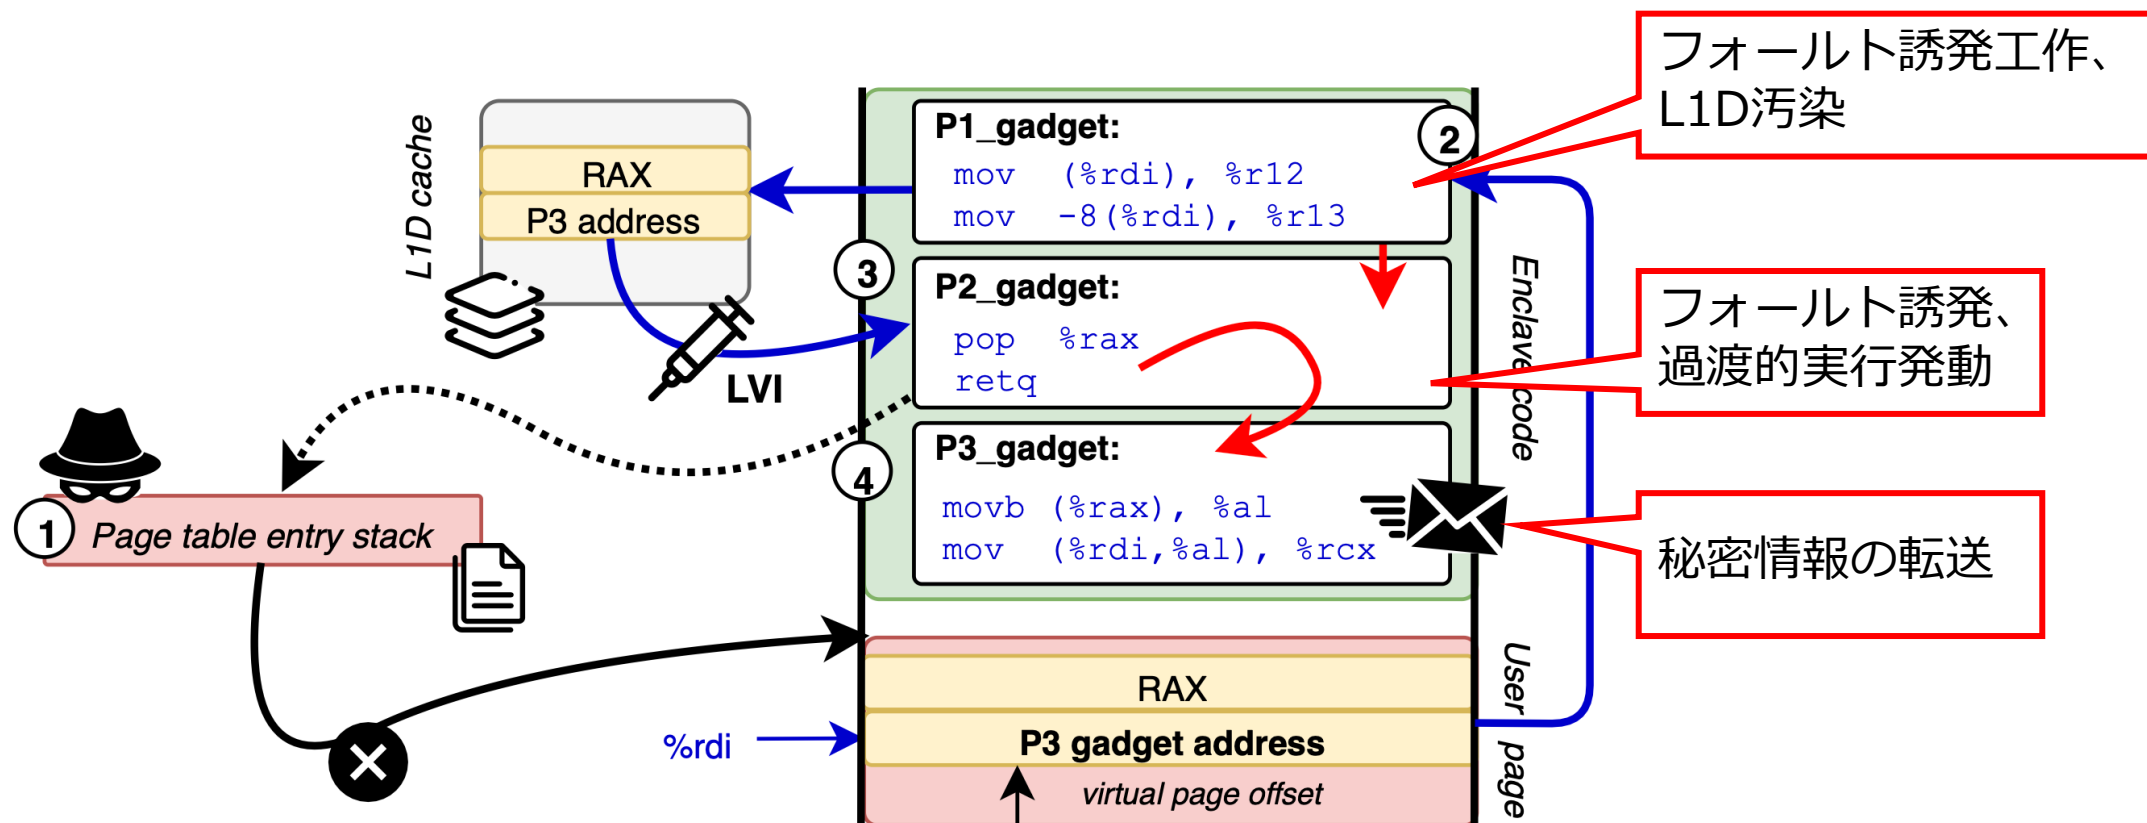 フォールト誘発工作、
L1D汚染
L1D cache
RAX
P3 address
P1_gadget:
mov (%rdi), %r12
mov -8(%rdi), %r13
2
3
P2_gadget:
pop %rax
retq
LVI
Enclave code
フォールト誘発、
過渡的実行発動
4
P3_gadget:
movb (%rax), %al
mov (%rdi,%al), %rcx
秘密情報の転送
1
Page table entry stack
User page
RAX
%rdi
P3 gadget address
virtual page offset